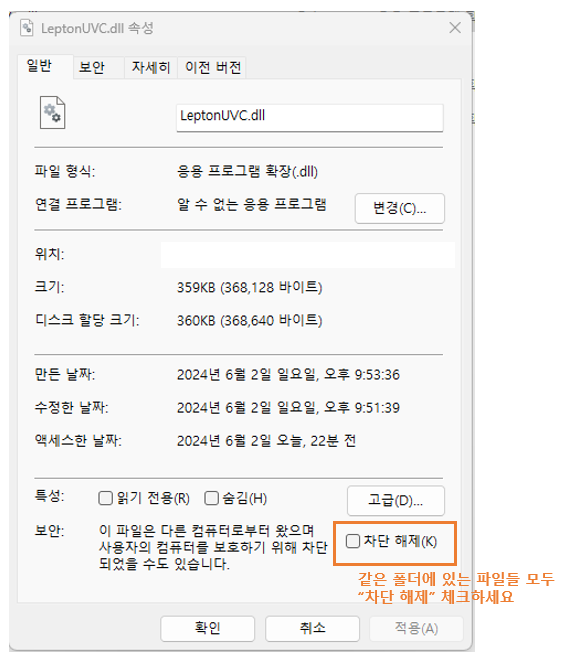 LeptonUVC.dll 속성
일반 보안 자세히 이전 버전
LeptonUVC.dll
파일 형식: 응용 프로그램 확장(.dll)
연결 프로그램: 알 수 없는 응용 프로그램 변경(C)...
위치:
크기: 359KB (368,128 바이트)
디스크 할당 크기: 360KB (368,640 바이트)
만든 날짜: 2024년 6월 2일 일요일, 오후 9:53:36
수정한 날짜: 2024년 6월 2일 일요일, 오후 9:51:39
액세스한 날짜: 2024년 6월 2일 오늘, 22분 전
특성: 읽기 전용(R) 숨김(H) 고급(D)...
보안: 이 파일은 다른 컴퓨터로부터 왔으며
사용자의 컴퓨터를 보호하기 위해 차단
되었을 수도 있습니다.
차단 해제(K)
같은 폴더에 있는 파일들 모두
"차단 해제" 체크하세요
확인 취소 적용(A)